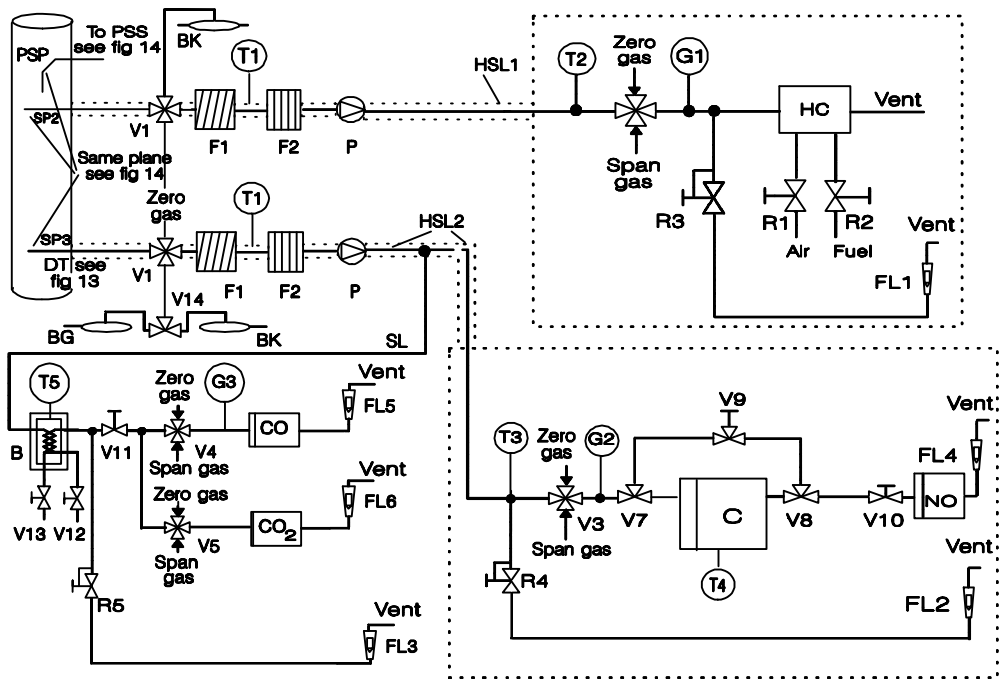 To PSS
see fig 14
PSP
BK
T1
HSL1
T2
Zero
gas
G1
HC
Vent
SP2
V1
F1
F2
P
Same plane
see fig 14
Span
gas
R3
R1
R2
Air
Fuel
Vent
FL1
Zero
gas
T1
HSL2
SP3
DT see
fig 13
V1
F1
F2
P
V14
BG
BK
SL
T5
Zero
gas
G3
Vent
FL5
B
V11
V4
CO
Span gas
Zero gas
Vent
FL6
V13
V12
V5
CO2
Span
gas
R5
Vent
FL3
T3
Zero
gas
G2
V9
Vent
FL4
V3
V7
C
V8
V10
NO
Span gas
R4
T4
Vent
FL2